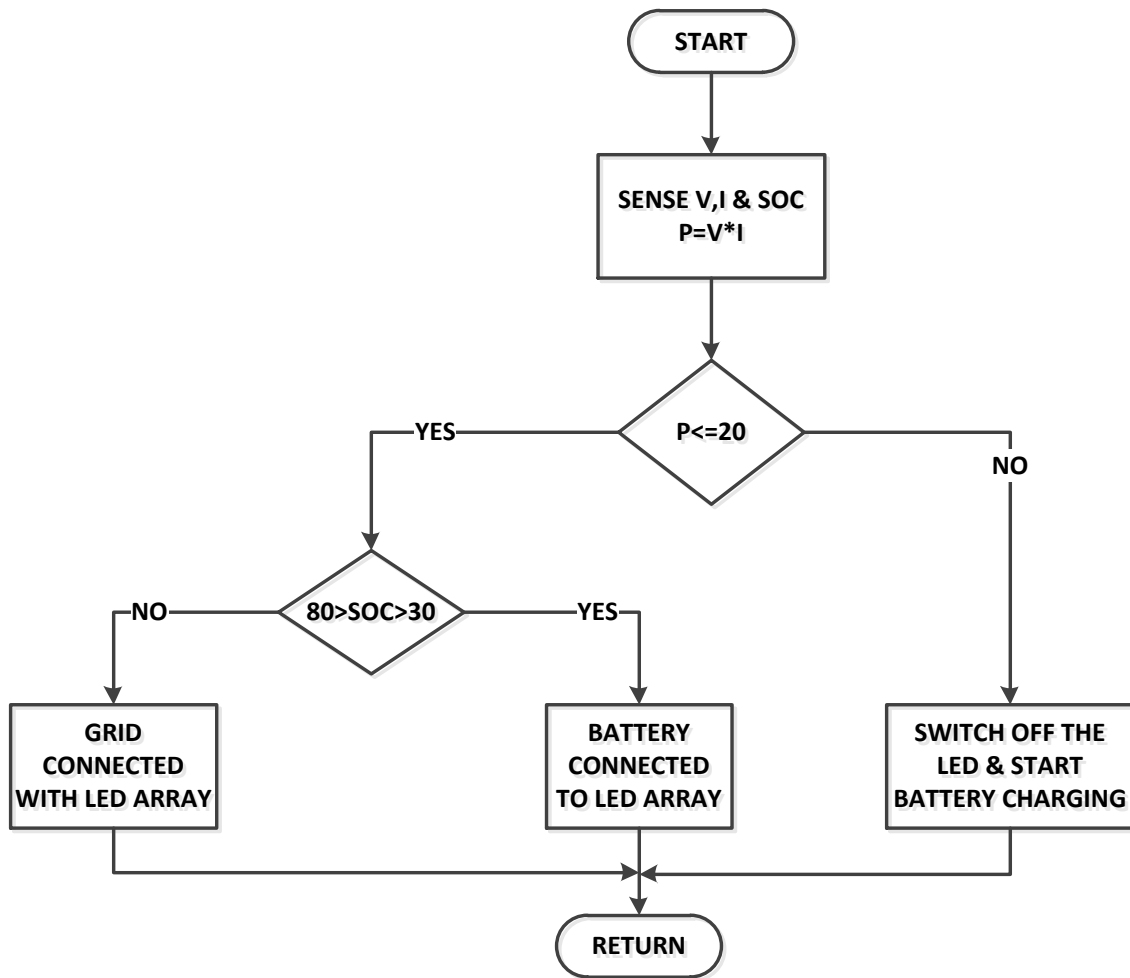 START
SENSE V,I & SOC
P=V*I
P<=20
YES
NO
80>SOC>30
NO
YES
GRID
CONNECTED
WITH LED ARRAY
BATTERY
CONNECTED
TO LED ARRAY
SWITCH OFF THE
LED & START
BATTERY CHARGING
RETURN